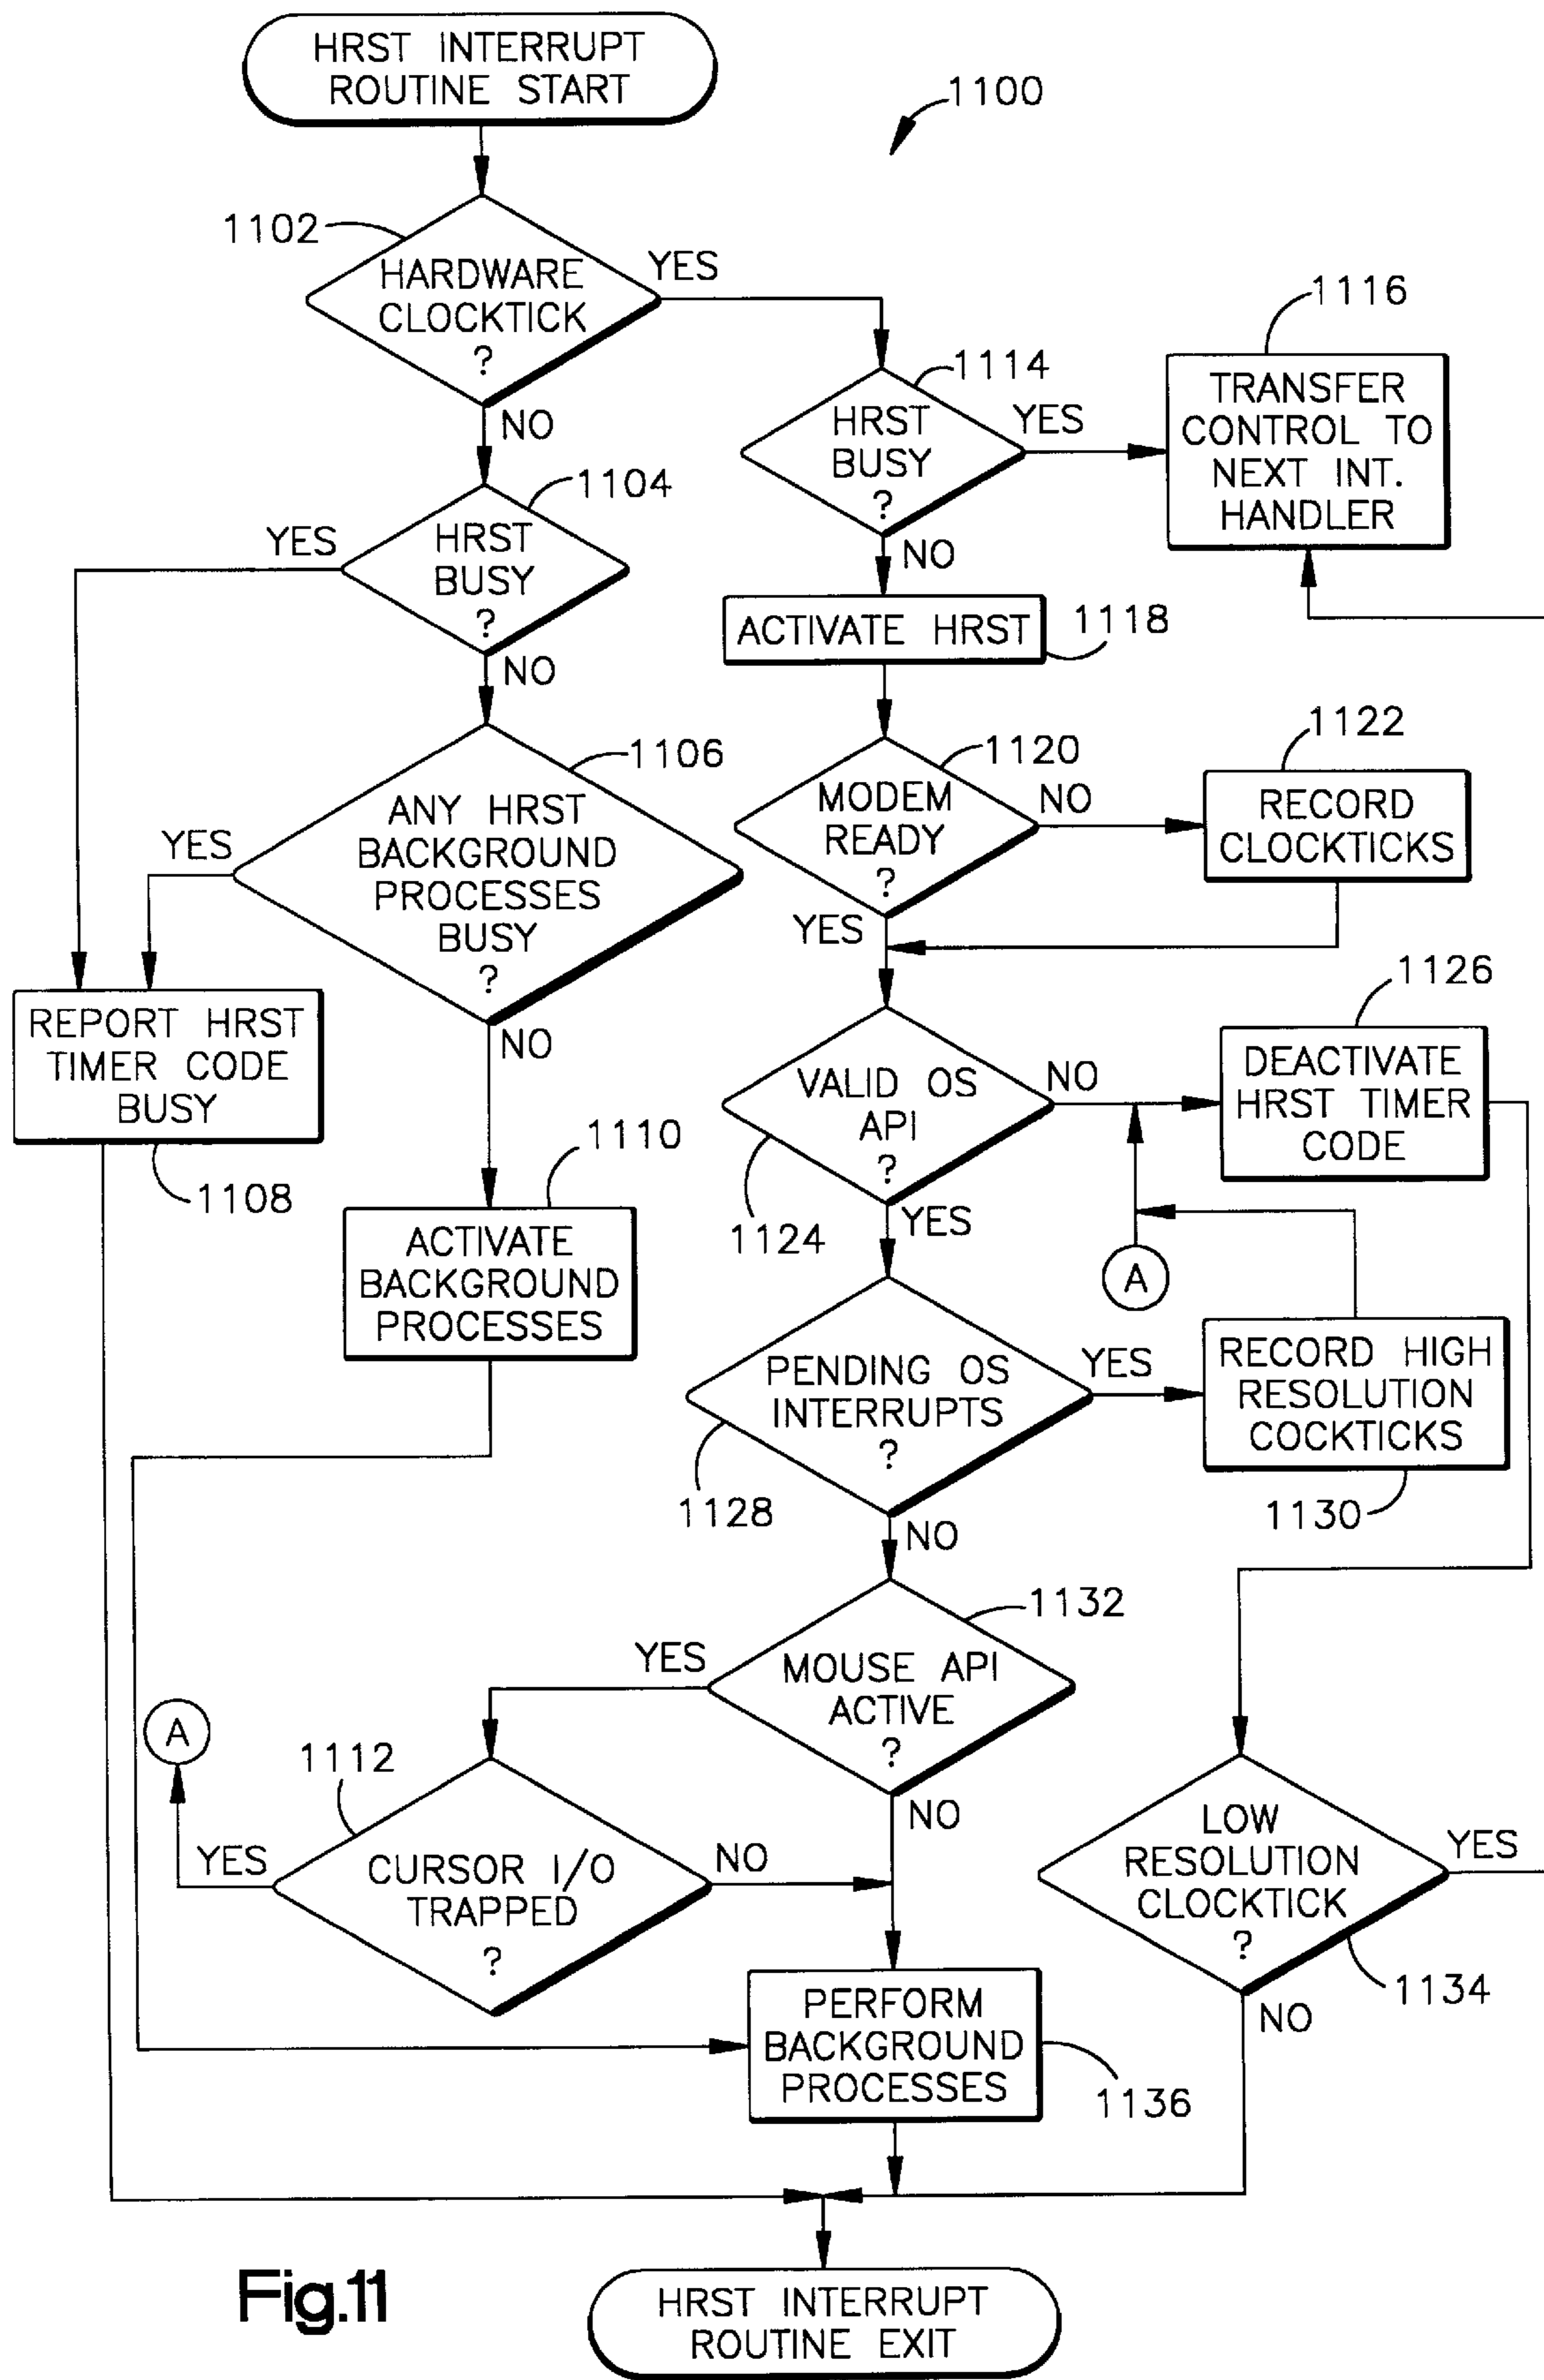 HRST INTERRUPT
ROUTINE START
1100
1102
HARDWARE
CLOCKTICK
?
YES
NO
1116
TRANSFER
CONTROL TO
NEXT INT.
HANDLER
1114
HRST
BUSY
?
YES
NO
1104
HRST
BUSY
?
YES
NO
ACTIVATE HRST
1118
1106
ANY HRST
BACKGROUND
PROCESSES
BUSY
?
YES
NO
1120
MODEM
READY
?
NO
YES
1122
RECORD
CLOCKTICKS
REPORT HRST
TIMER CODE
BUSY
1108
1110
ACTIVATE
BACKGROUND
PROCESSES
VALID OS
API
?
NO
YES
1124
1126
DEACTIVATE
HRST TIMER
CODE
A
PENDING OS
INTERRUPTS
?
YES
NO
1128
RECORD HIGH
RESOLUTION
COCKTICKS
1130
1132
MOUSE API
ACTIVE
?
YES
NO
A
1112
CURSOR I/O
TRAPPED
?
YES
NO
LOW
RESOLUTION
CLOCKTICK
?
YES
NO
1134
PERFORM
BACKGROUND
PROCESSES
1136
Fig.11
HRST INTERRUPT
ROUTINE EXIT